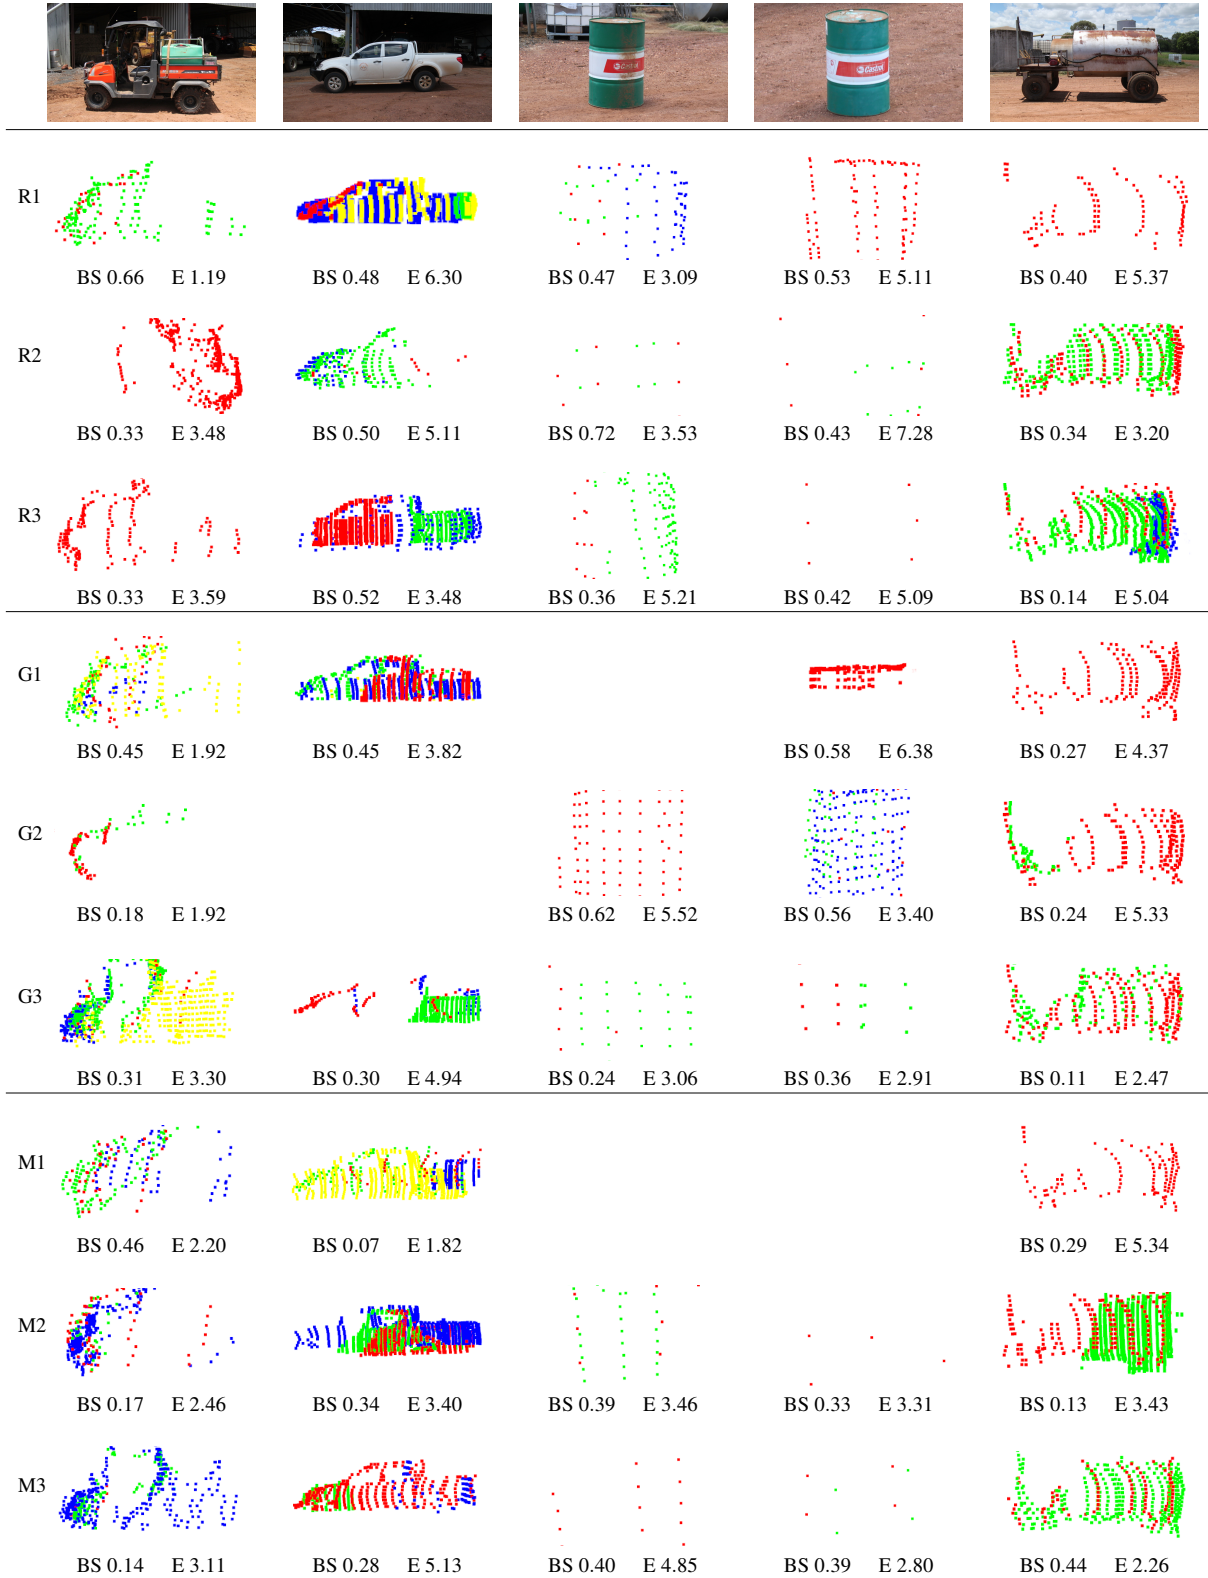 Castrol
Castrol
R1
BS 0.66 E 1.19 BS 0.48 E 6.30 BS 0.47 E 3.09 BS 0.53 E 5.11 BS 0.40 E 5.37
R2
BS 0.33 E 3.48 BS 0.50 E 5.11 BS 0.72 E 3.53 BS 0.43 E 7.28 BS 0.34 E 3.20
R3
BS 0.33 E 3.59 BS 0.52 E 3.48 BS 0.36 E 5.21 BS 0.42 E 5.09 BS 0.14 E 5.04
G1
BS 0.45 E 1.92 BS 0.45 E 3.82 BS 0.58 E 6.38 BS 0.27 E 4.37
G2
BS 0.18 E 1.92 BS 0.62 E 5.52 BS 0.56 E 3.40 BS 0.24 E 5.33
G3
BS 0.31 E 3.30 BS 0.30 E 4.94 BS 0.24 E 3.06 BS 0.36 E 2.91 BS 0.11 E 2.47
M1
BS 0.46 E 2.20 BS 0.07 E 1.82 BS 0.29 E 5.34
M2
BS 0.17 E 2.46 BS 0.34 E 3.40 BS 0.39 E 3.46 BS 0.33 E 3.31 BS 0.13 E 3.43
M3
BS 0.14 E 3.11 BS 0.28 E 5.13 BS 0.40 E 4.85 BS 0.39 E 2.80 BS 0.44 E 2.26